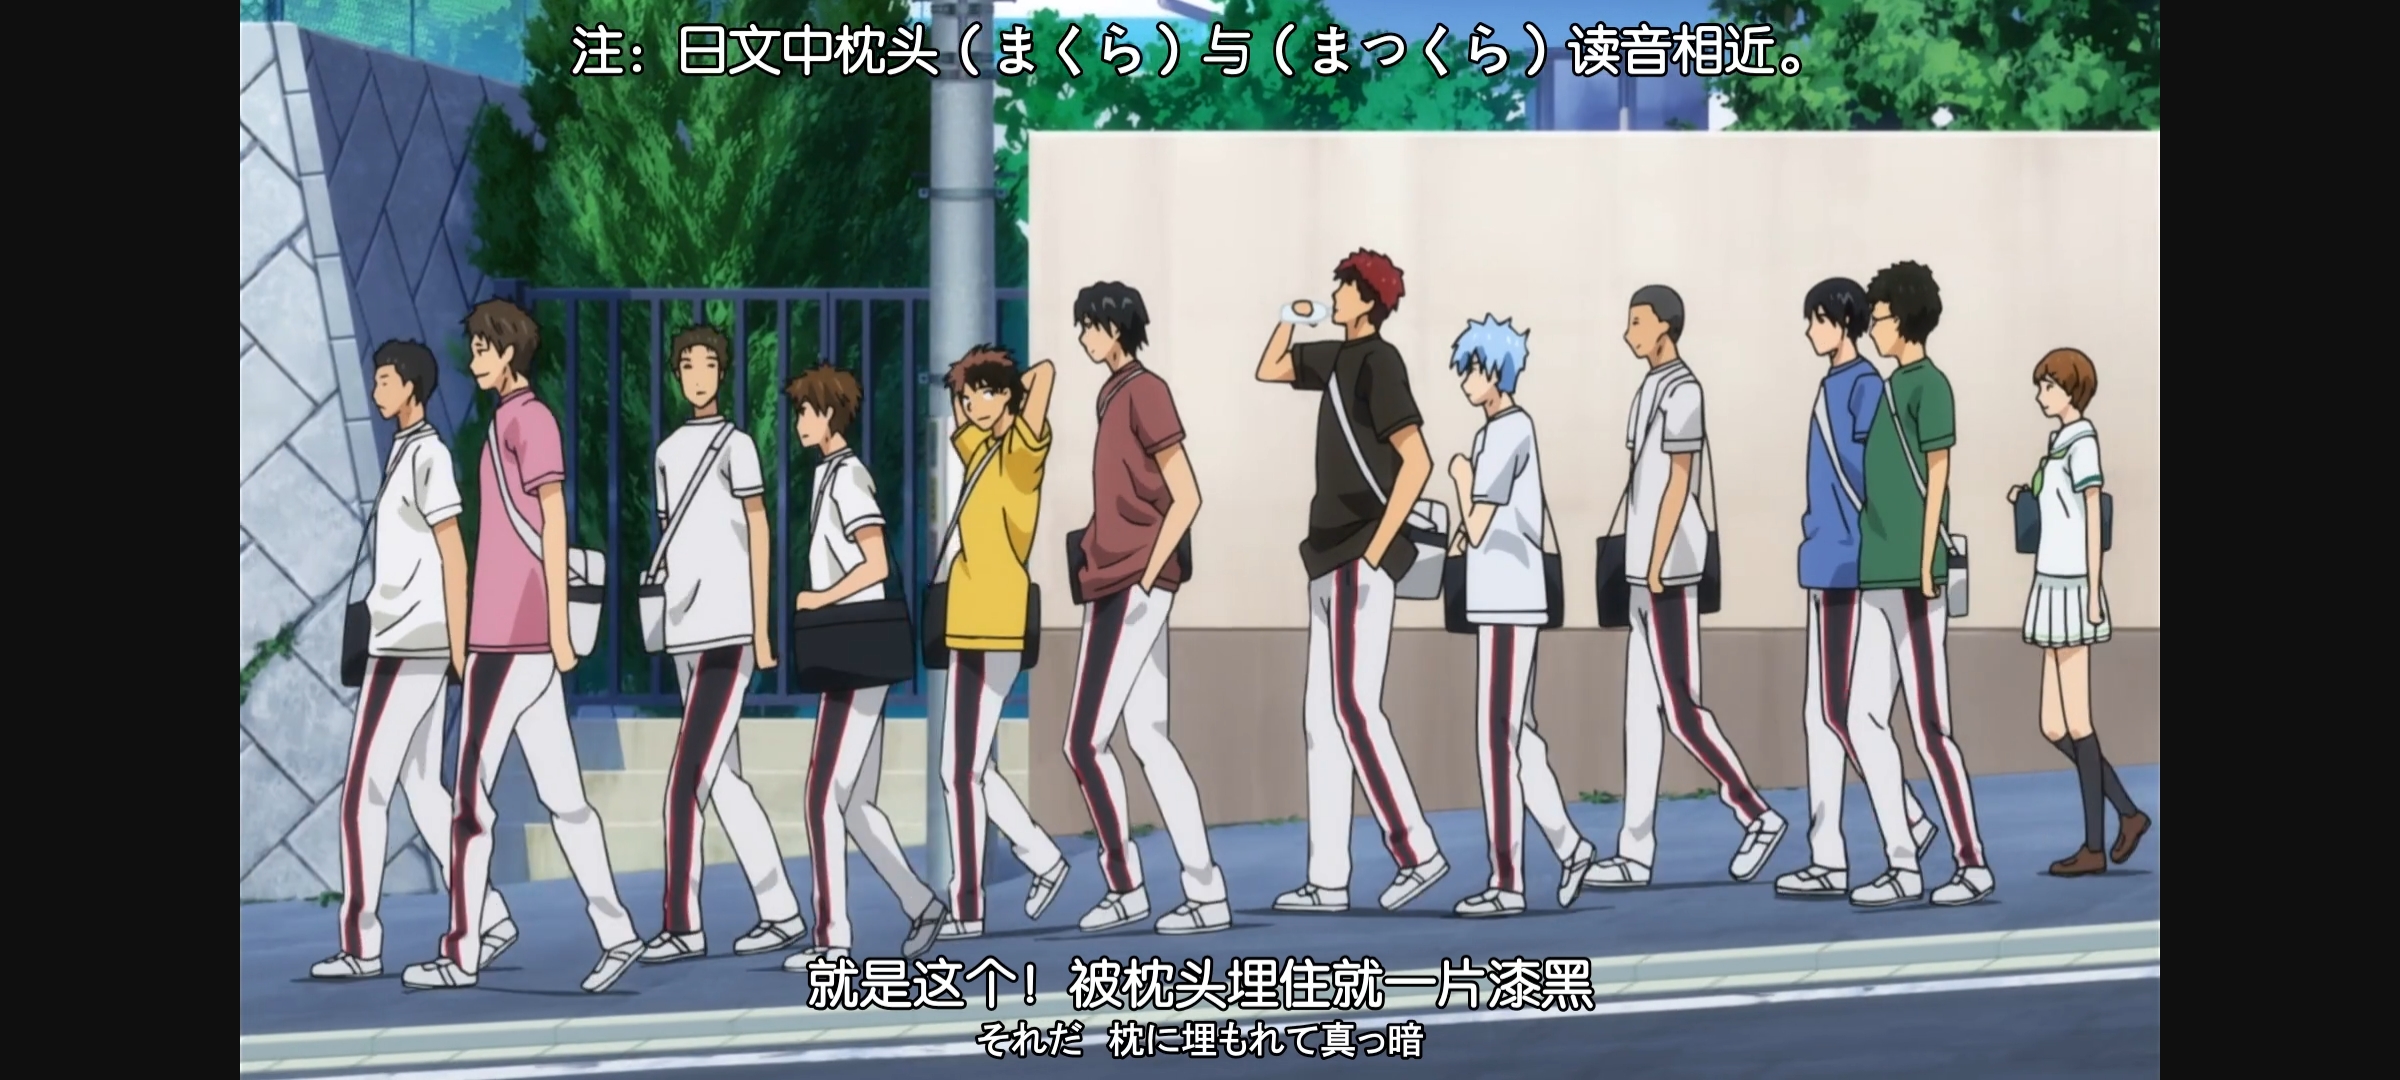 注：日文中枕头（まくら）与（まっくら）读音相近。
就是这个！被枕头埋住就一片漆黑
それだ　枕に埋もれて真っ暗